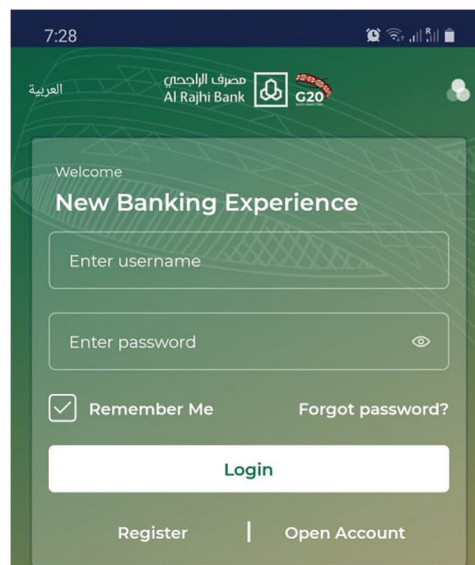 7:28
العربية
مصرف الراجحي
Al Rajhi Bank
G20
Welcome
New Banking Experience
Enter username
Enter password
Remember Me
Forgot password?
Login
Register | Open Account